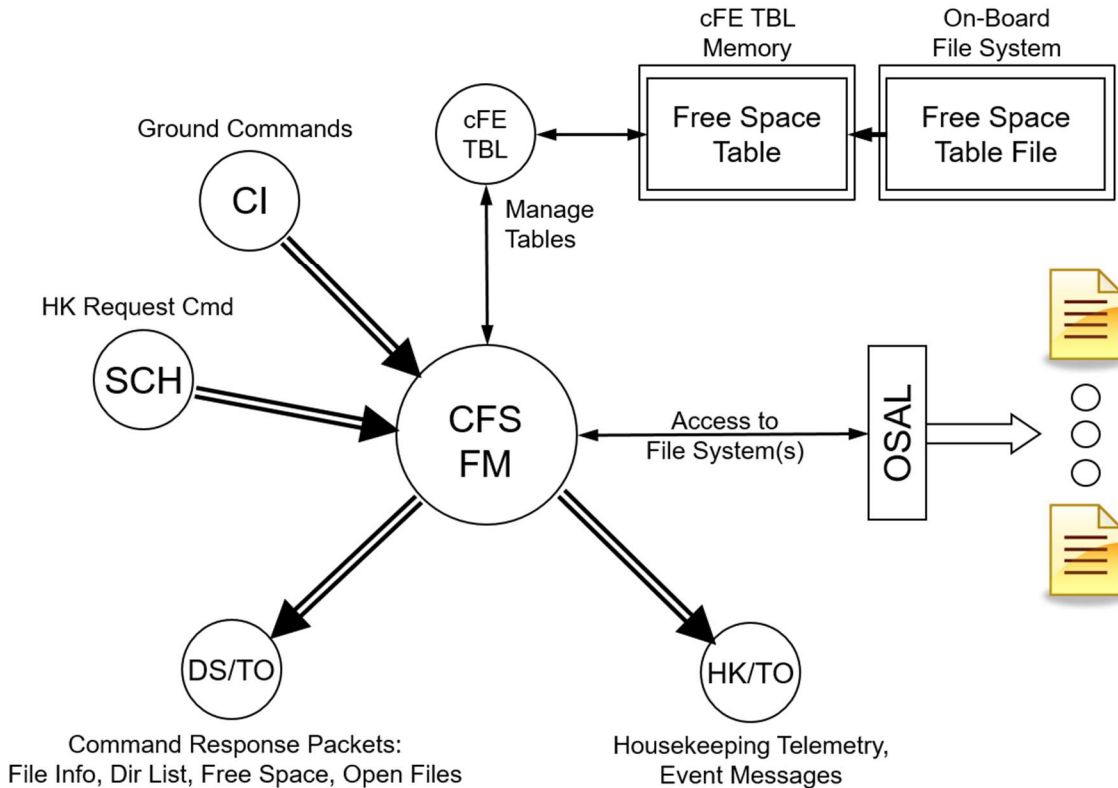 cFE TBL
Memory
On-Board
File System
Free Space
Table
Free Space
Table File
cFE
TBL
Manage
Tables
Ground Commands
CI
HK Request Cmd
SCH
CFS
FM
Access to
File System(s)
OSAL
DS/TO
Command Response Packets:
File Info, Dir List, Free Space, Open Files
HK/TO
Housekeeping Telemetry,
Event Messages